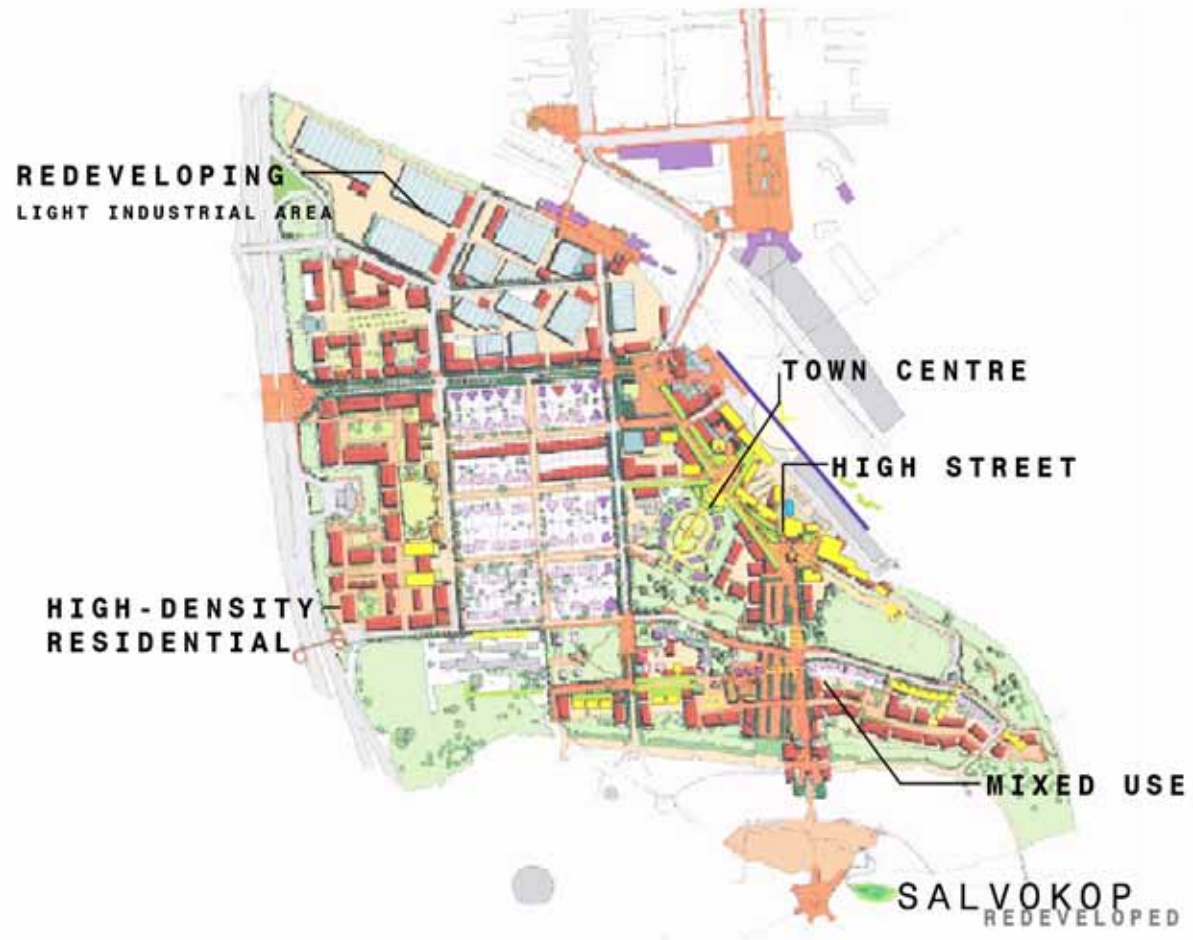 REDEVELOPING
LIGHT INDUSTRIAL AREA
TOWN CENTRE
HIGH STREET
HIGH-DENSITY
RESIDENTIAL
MIXED USE
SALVOKOP
REDEVELOPED